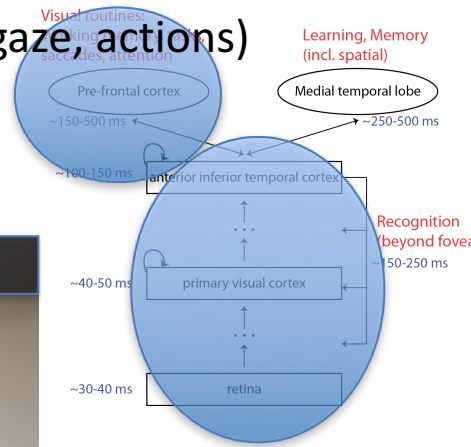 gaze, actions)
Visual routines:
saccades, attention
Learning, Memory
(incl. spatial)
Pre-frontal cortex
Medial temporal lobe
~150-500 ms
~250-500 ms
~100-150 ms
anterior inferior temporal cortex
Recognition
(beyond
~150-250 ms
~40-50 ms
primary visual cortex
~30-40 ms
retina